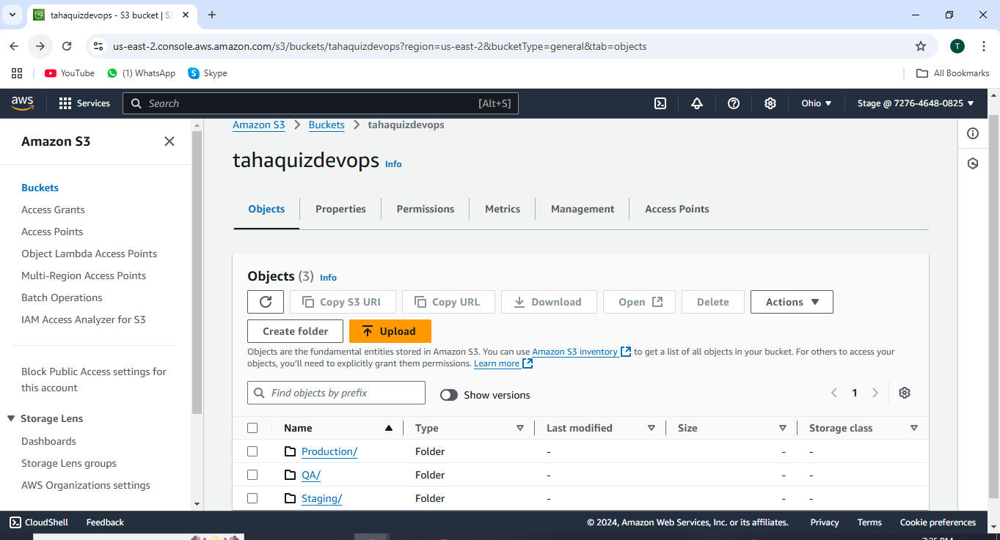 tahaquizdevops - S3 bucket | S3
us-east-2.console.aws.amazon.com/s3/buckets/tahaquizdevops?region=us-east-2&bucketType=general&tab=objects
T
YouTube
(1) WhatsApp
Skype
All Bookmarks
aws
Services
Search
[Alt+S]
Ohio
Stage @ 7276-4648-0825
Amazon S3
Buckets
Access Grants
Access Points
Object Lambda Access Points
Multi-Region Access Points
Batch Operations
IAM Access Analyzer for S3
Block Public Access settings for
this account
Storage Lens
Dashboards
Storage Lens groups
AWS Organizations settings
Amazon S3 > Buckets > tahaquizdevops
tahaquizdevops Info
Objects
Properties
Permissions
Metrics
Management
Access Points
Objects (3) Info
Copy S3 URI
Copy URL
Download
Open
Delete
Actions
Create folder
Upload
Objects are the fundamental entities stored in Amazon S3. You can use Amazon S3 inventory to get a list of all objects in your bucket. For others to access your
objects, you'll need to explicitly grant them permissions. Learn more
Find objects by prefix
Show versions
1
Name Type Last modified Size Storage class
Production/ Folder - - -
QA/ Folder - - -
Staging/ Folder - - -
CloudShell
Feedback
© 2024, Amazon Web Services, Inc. or its affiliates.
Privacy
Terms
Cookie preferences